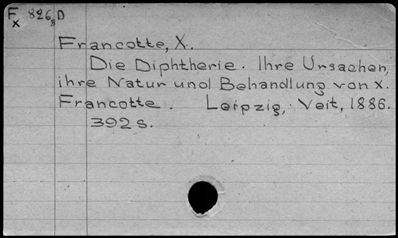 F 826 8 D
x
Francotte, X.
Die Diphtherie. Ihre Ursachen,
ihre Natur und Behandlung von X.
Francotte. Leipzig, Veit, 1886.
392 s.